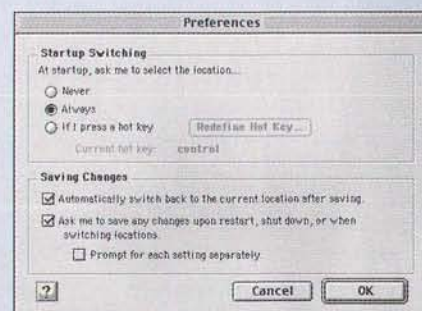 Preferences
Startup Switching
At startup, ask me to select the location...
Never
Always
If I press a hot key
Redefine Hot Key...
Current hot key: control
Saving Changes
Automatically switch back to the current location after saving.
Ask me to save any changes upon restart, shut down, or when
switching locations.
Prompt for each setting separately.
?
Cancel
OK